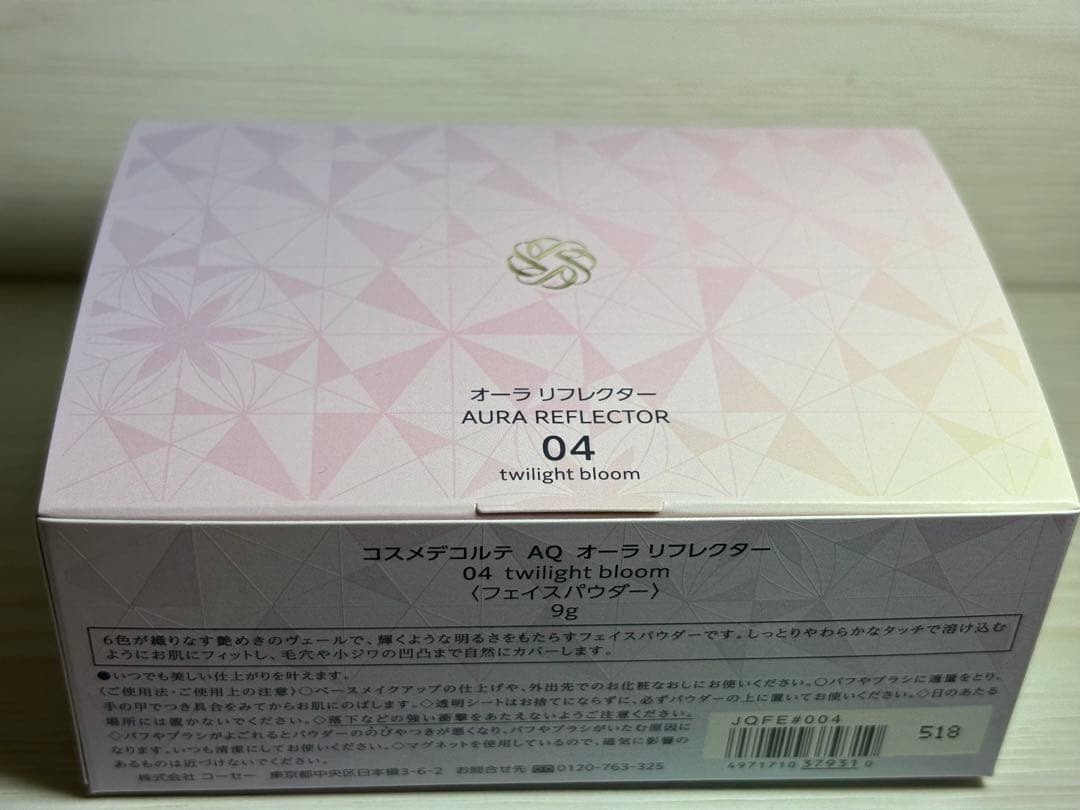 オーラ リフレクター
AURA REFLECTOR
04
twilight bloom
コスメデコルテ AQ オーラ リフレクター
04 twilight bloom
〈フェイスパウダー〉
9g
6色が織りなす艶めきのヴェールで、輝くような明るさをもたらすフェイスパウダーです。しっとりやわらかなタッチで溶け込む
ようにお肌にフィットし、毛穴や小ジワの凹凸まで自然にカバーします。
●いつでも美しい仕上がりを叶えます。
〈ご使用法・ご使用上の注意〉○ベースメイクアップの仕上げや、外出先でのお化粧なおしにお使いください。○パフやブラシに適量をとり、
手の甲でつき具合をみてからお肌にのばします。◇透明シートはお捨てにならずに、必ずパウダーの上に置いてお使いください。◇日のあたる
場所には置かないでください。◇落下などの強い衝撃をあたえないようご注意ください。
◇パフやブラシがよごれるとパウダーののびやつきが悪くなり、パフやブラシがいたむ原因に
なります。いつも清潔にしてお使いください。◇マグネットを使用しているので、磁気に影響の
あるものは近づけないでください。
株式会社 コーセー 東京都中央区日本橋3-6-2 お問合せ先 0120-763-325
JQFE#004
518
4971710 37931 0